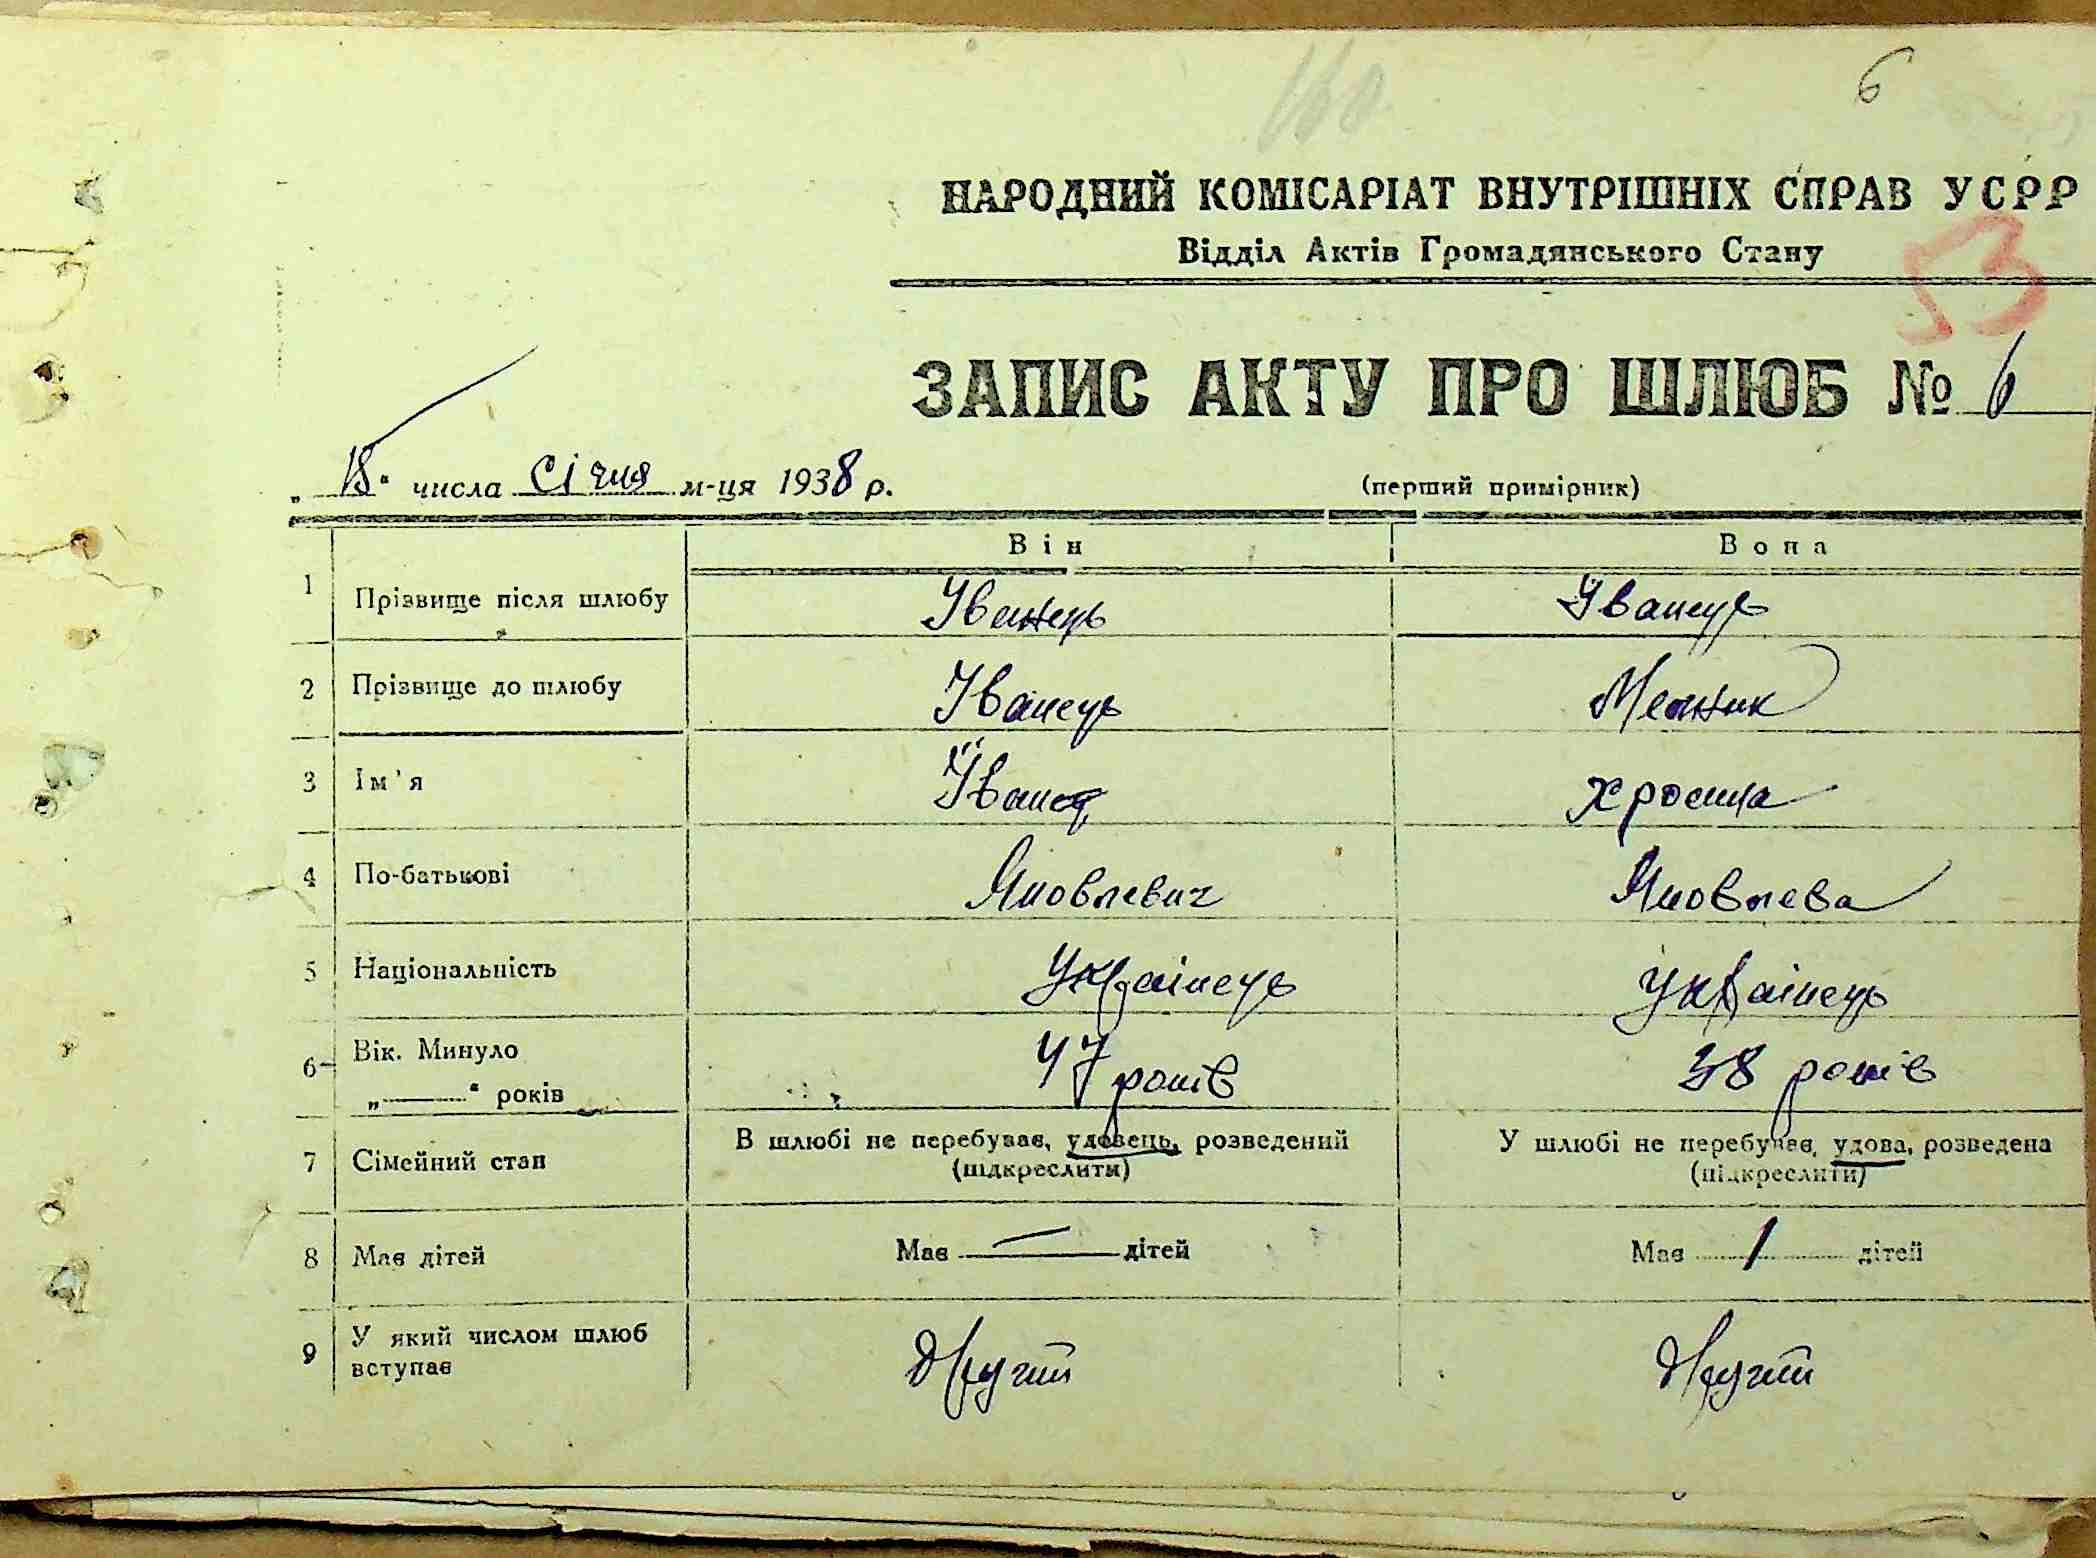 6
НАРОДНИЙ КОМІСАРІАТ ВНУТРІШНІХ СПРАВ УСРР
Відділ Актів Громадянського Стану
53
ЗАПИС АКТУ ПРО ШЛЮБ № 6
„18“ числа Січня м-ця 1938 р.
(перший примірник)
Він Вона
1 Прізвище після шлюбу Іванець Іванець
2 Прізвище до шлюбу Іванець Мельник
3 Ім'я Іван
4 По-батькові Яковлевич Яковлева
5 Національність Українець Українець
6 Вік. Минуло 47 років 38 років
„——“ років
7 Сімейний стан В шлюбі не перебуває, удовець, розведений У шлюбі не перебуває, удова, розведена
(підкреслити) (підкреслити)
8 Має дітей Має — дітей Має 1 дітей
9 У який числом шлюб вступає другий другий